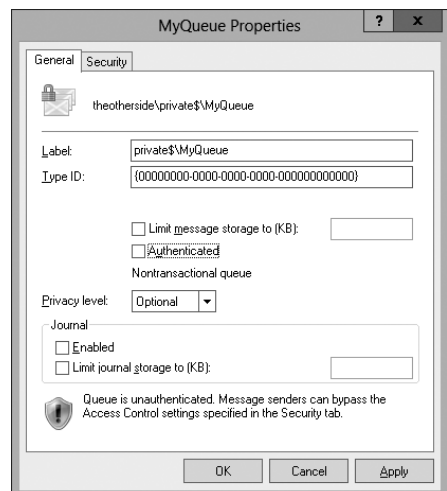 MyQueue Properties
? x
General Security
theotherside\private$\MyQueue
Label: private$\MyQueue
Type ID: {00000000-0000-0000-0000-000000000000}
Limit message storage to (KB):
Authenticated
Nontransactional queue
Privacy level: Optional
Journal
Enabled
Limit journal storage to (KB):
Queue is unauthenticated. Message senders can bypass the
Access Control settings specified in the Security tab.
OK Cancel Apply